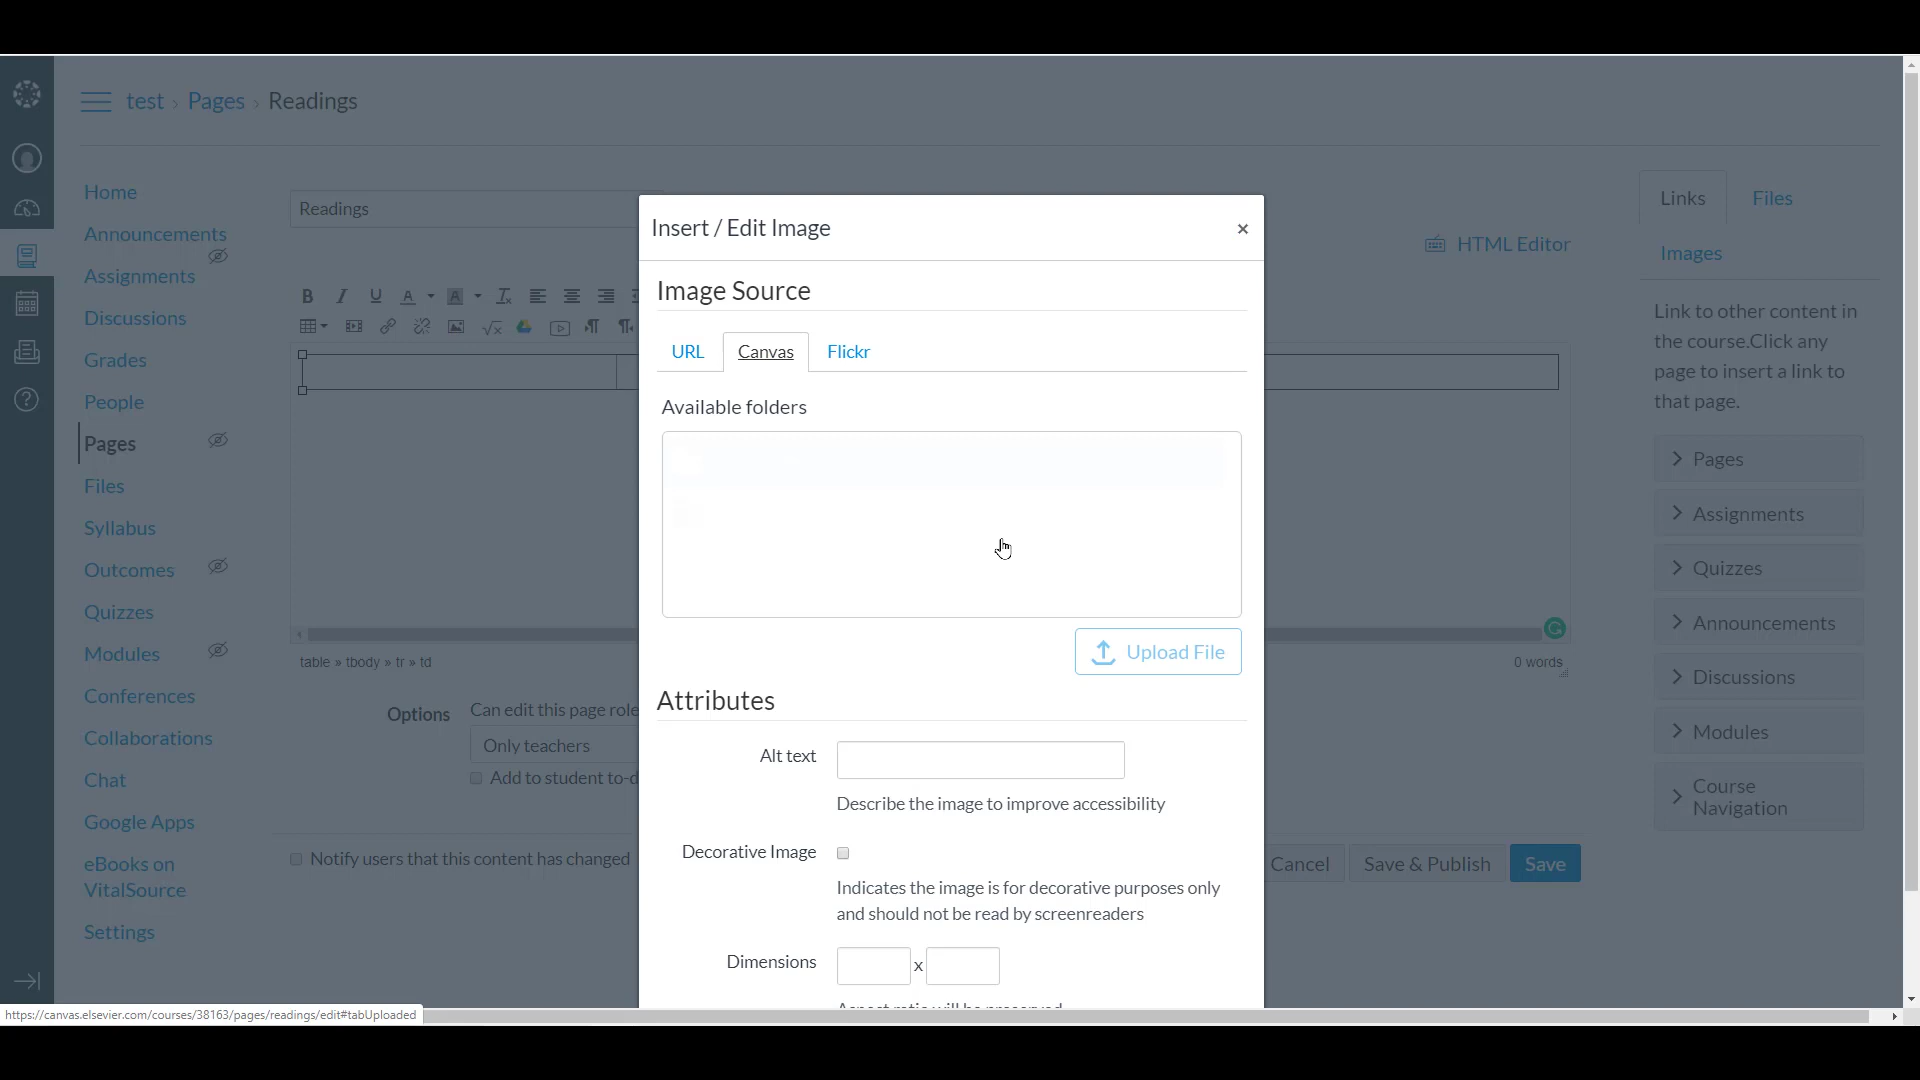 test › Pages › Readings
Home
Announcements
Assignments
Discussions
Grades
People
Pages
Files
Syllabus
Outcomes
Quizzes
Modules
Conferences
Collaborations
Chat
Google Apps
eBooks on
VitalSource
Settings
Readings
HTML Editor
table » tbody » tr » td
0 words
Options
Can edit this page role
Only teachers
Add to student to-d
Notify users that this content has changed
Cancel
Save & Publish
Save
Insert / Edit Image
×
Image Source
URL
Canvas
Flickr
Available folders
Upload File
Attributes
Alt text
Describe the image to improve accessibility
Decorative Image
Indicates the image is for decorative purposes only
and should not be read by screenreaders
Dimensions
x
Aspect ratio will be preserved
Links
Files
Images
Link to other content in
the course.Click any
page to insert a link to
that page.
Pages
Assignments
Quizzes
Announcements
Discussions
Modules
Course
Navigation
https://canvas.elsevier.com/courses/38163/pages/readings/edit#tabUploaded